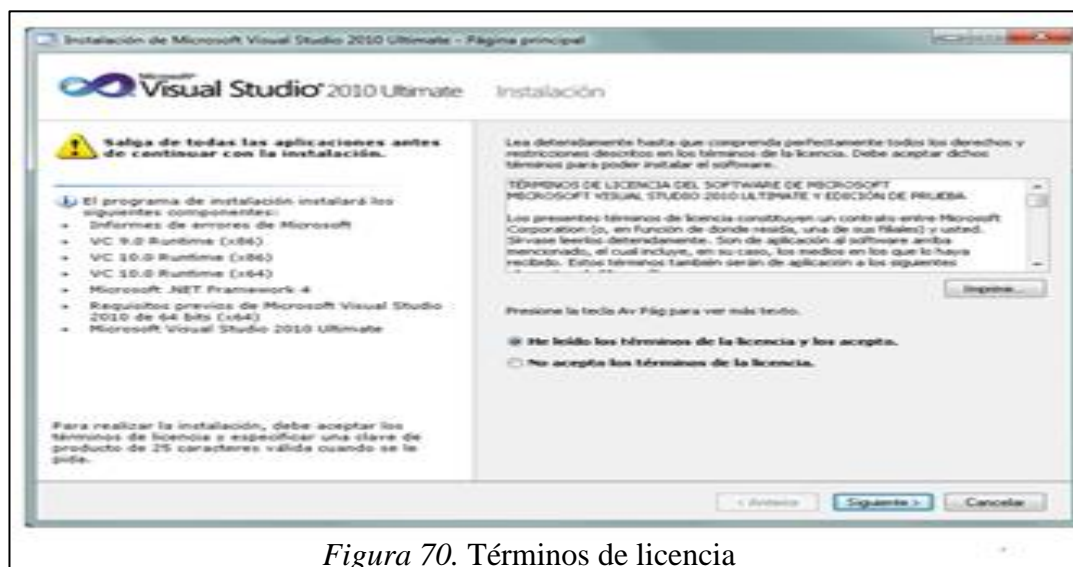 Instalación de Microsoft Visual Studio 2010 Ultimate - Página principal
Microsoft
Visual Studio 2010 Ultimate
Instalación
Salga de todas las aplicaciones antes
de continuar con la instalación.
El programa de instalación instalará los
siguientes componentes:
Informes de errores de Microsoft
VC 9.0 Runtime (x86)
VC 10.0 Runtime (x86)
VC 10.0 Runtime (x64)
Microsoft .NET Framework 4
Requisitos previos de Microsoft Visual Studio
2010 de 64 bits (x64)
Microsoft Visual Studio 2010 Ultimate
Para realizar la instalación, debe aceptar los
términos de licencia y especificar una clave de
producto de 25 caracteres válida cuando se le
pida.
Lea detenidamente hasta que comprenda perfectamente todos los derechos y
restricciones descritos en los términos de la licencia. Debe aceptar dichos
términos para poder instalar el software.
TÉRMINOS DE LICENCIA DEL SOFTWARE DE MICROSOFT
MICROSOFT VISUAL STUDIO 2010 ULTIMATE Y EDICIÓN DE PRUEBA
Los presentes términos de licencia constituyen un contrato entre Microsoft
Corporation (o, en función de donde resida, una de sus filiales) y usted.
Sírvase leerlos detenidamente. Son de aplicación al software arriba
mencionado, el cual incluye, en su caso, los medios en los que lo haya
recibido. Estos términos también serán de aplicación a los siguientes
Imprimir...
Presione la tecla Av Pág para ver más texto.
He leído los términos de la licencia y los acepto.
No acepto los términos de la licencia.
< Anterior
Siguiente >
Cancelar
Figura 70. Términos de licencia